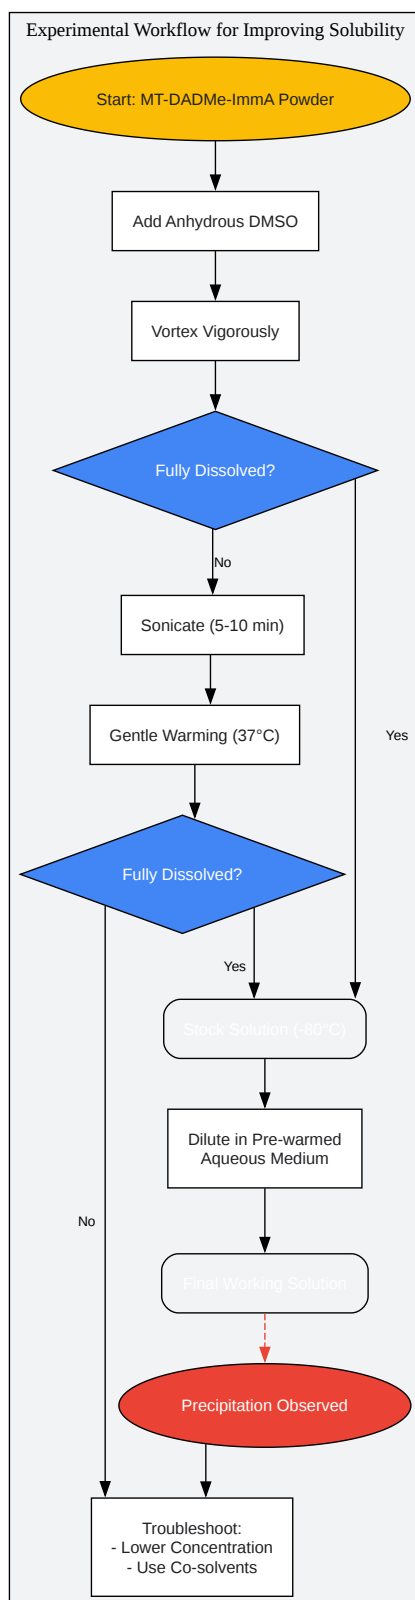 Experimental Workflow for Improving Solubility
Start: MT-DADMe-ImmA Powder
Add Anhydrous DMSO
Vortex Vigorously
Fully Dissolved?
No
Sonicate (5-10 min)
Gentle Warming (37°C)
Yes
Fully Dissolved?
Yes
Stock Solution (-80°C)
Dilute in Pre-warmed
Aqueous Medium
No
Final Working Solution
Precipitation Observed
Troubleshoot:
- Lower Concentration
- Use Co-solvents